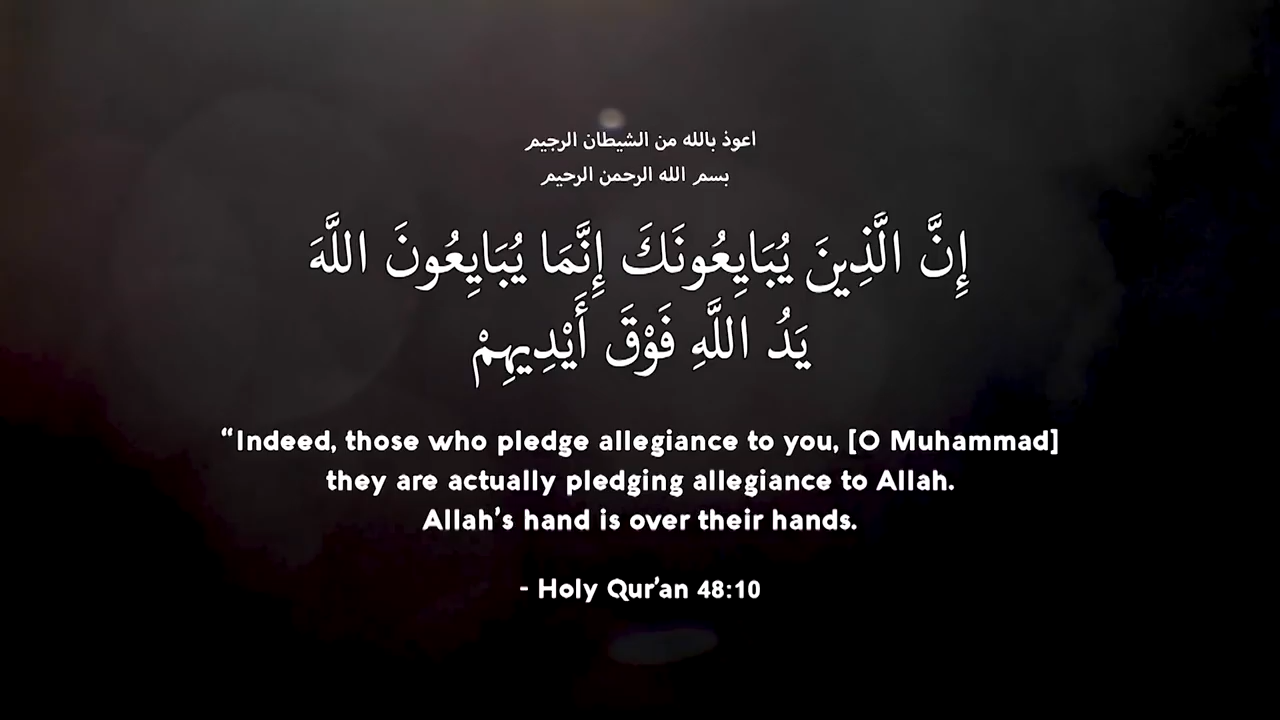 اعوذ بالله من الشيطان الرجيم
بسم الله الرحمن الرحيم
إِنَّ الَّذِينَ يُبَايِعُونَكَ إِنَّمَا يُبَايِعُونَ اللَّهَ
يَدُ اللَّهِ فَوْقَ أَيْدِيهِمْ
“Indeed, those who pledge allegiance to you, [O Muhammad]
they are actually pledging allegiance to Allah.
Allah’s hand is over their hands.
- Holy Qur’an 48:10